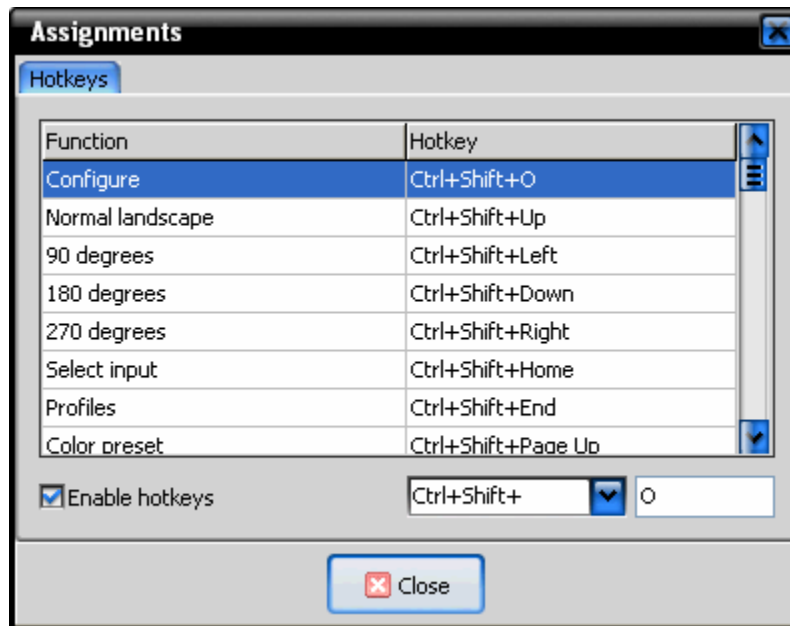 Assignments
Hotkeys
Function Hotkey
Configure Ctrl+Shift+O
Normal landscape Ctrl+Shift+Up
90 degrees Ctrl+Shift+Left
180 degrees Ctrl+Shift+Down
270 degrees Ctrl+Shift+Right
Select input Ctrl+Shift+Home
Profiles Ctrl+Shift+End
Color preset Ctrl+Shift+Page Up
Enable hotkeys Ctrl+Shift+ O
Close